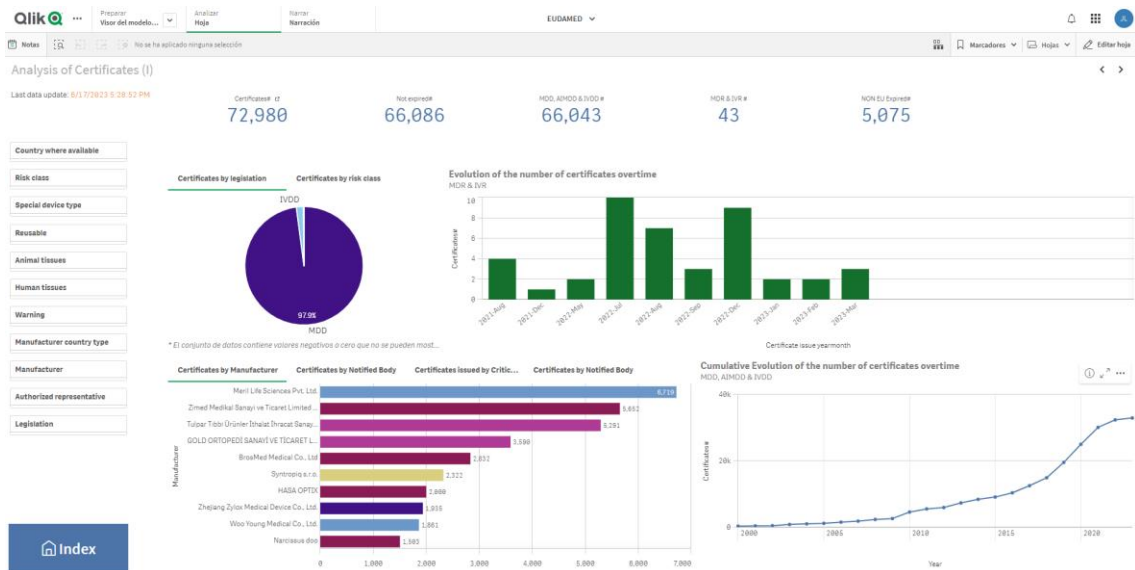 Qlik
Preparar
Visor del modelo...
Analizar
Hoja
Narrar
Narración
EUDAMED
Notas
No se ha aplicado ninguna selección
Marcadores
Hojas
Editar hoja
Analysis of Certificates (I)
Last data update: 5/17/2023 5:28:52 PM
Certificates#
72,980
Not expired#
66,086
MDD, AIMDD & IVDD #
66,043
MDR & IVR #
43
NON EU Expired#
5,075
Country where available
Risk class
Special device type
Reusable
Animal tissues
Human tissues
Warning
Manufacturer country type
Manufacturer
Authorized representative
Legislation
Index
Certificates by legislation
Certificates by risk class
IVDD
97.9%
MDD
* El conjunto de datos contiene valores negativos o cero que no se pueden most...
Evolution of the number of certificates overtime
MDR & IVR
Certificates#
10
8
6
4
2
0
2021-Aug
2021-Dec
2022-May
2022-Jul
2022-Aug
2022-Sep
2022-Dec
2023-Jan
2023-Feb
2023-Mar
Certificate issue yearmonth
Certificates by Manufacturer
Certificates by Notified Body
Certificates issued by Critic...
Certificates by Notified Body
Manufacturer
Meril Life Sciences Pvt. Ltd. 6,719
Zimed Medikal Sanayi ve Ticaret Limited...
Tulpar Tıbbi Ürünler İthalat İhracat Sanay... 5,291
GOLD ORTOPEDİ SANAYİ VE TİCARET L... 3,590
BrosMed Medical Co., Ltd 2,832
Syntropiq s.r.o. 2,322
HASA OPTIX 2,000
Zhejiang Zylox Medical Device Co., Ltd. 1,935
Woo Young Medical Co., Ltd. 1,861
Narcissus doo 1,502
0
1,000
2,000
3,000
4,000
5,000
6,000
7,000
Cumulative Evolution of the number of certificates overtime
MDD, AIMDD & IVDD
Certificates#
40k
20k
0
2000
2005
2010
2015
2020
Year